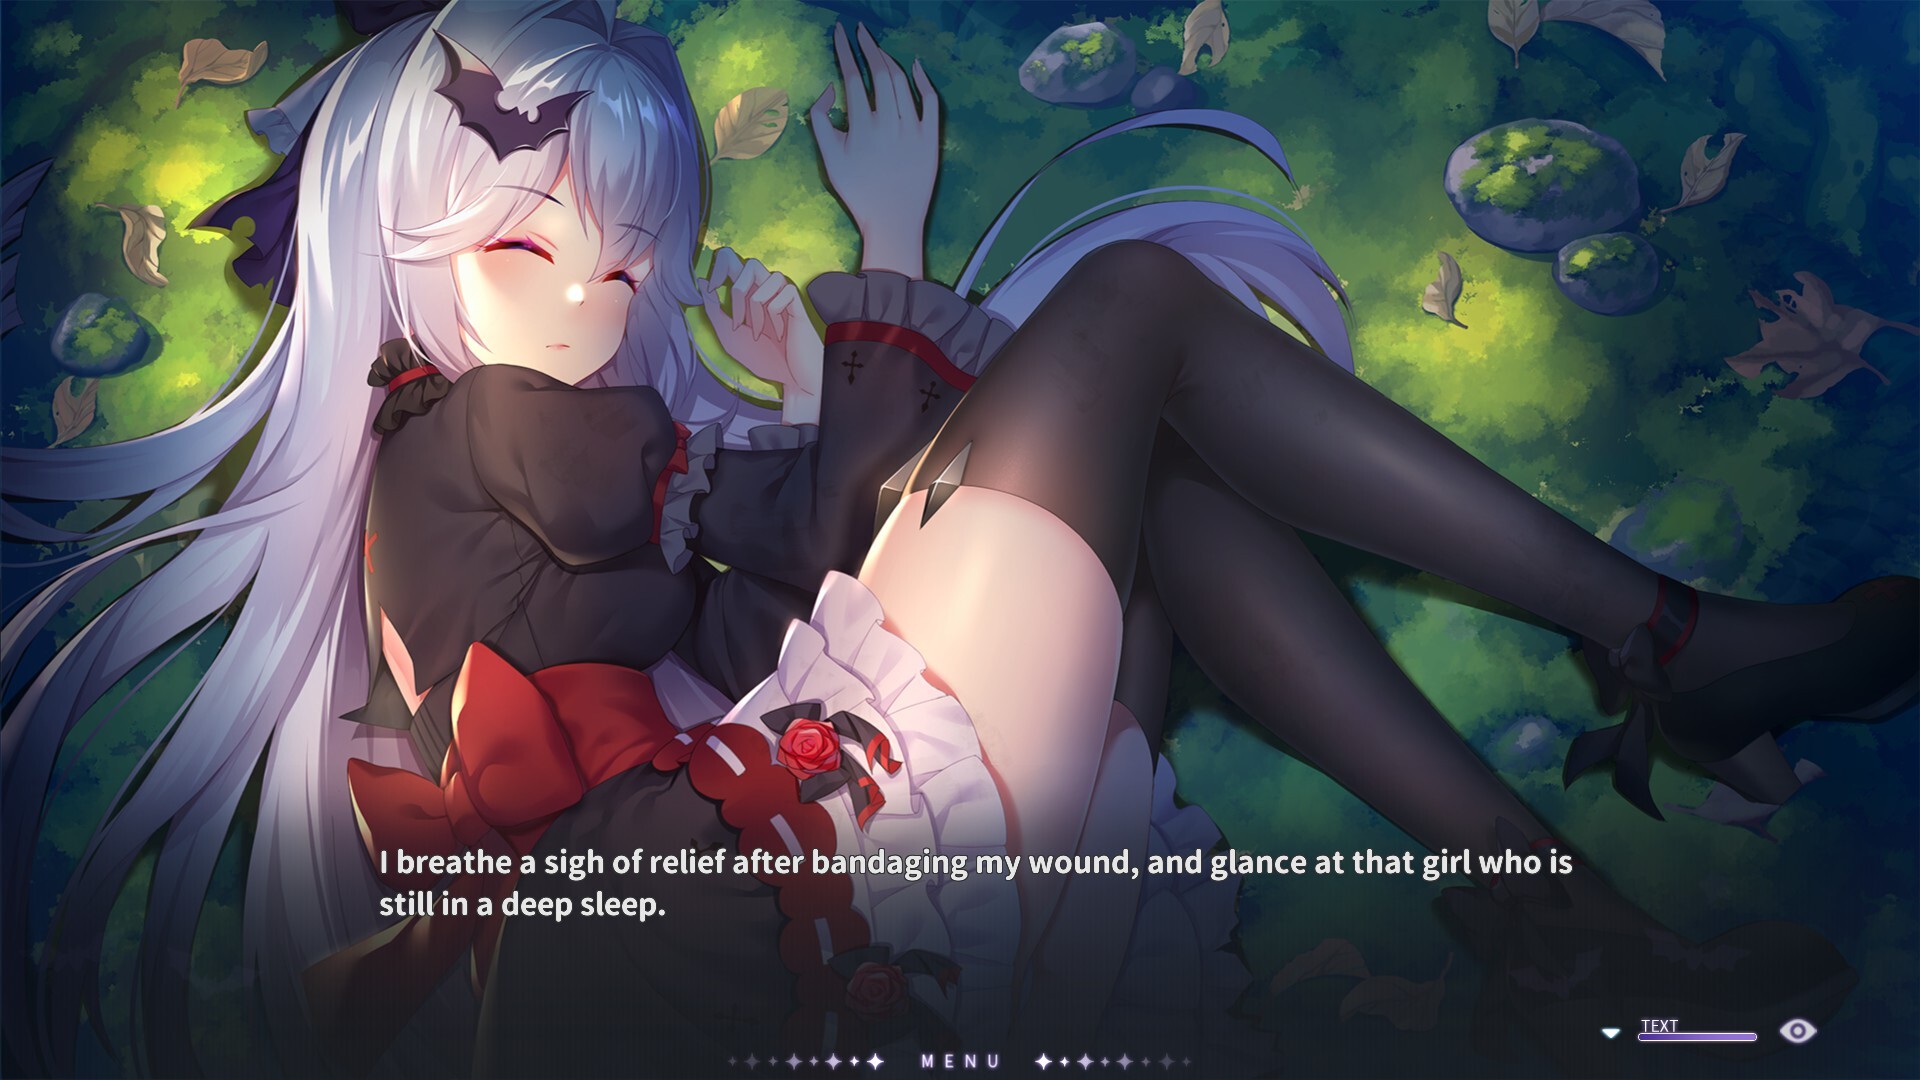 I breathe a sigh of relief after bandaging my wound, and glance at that girl who is
still in a deep sleep.
TEXT
MENU